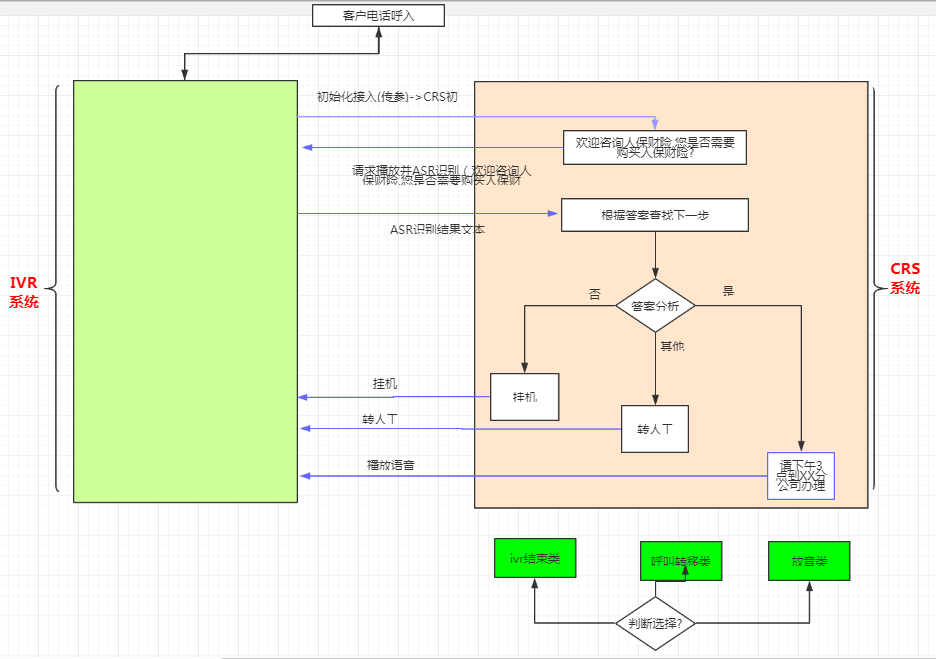 客户电话呼入
初始化接入(传参)->CRS初
欢迎咨询人保财险,您是否需要
购买人保财险?
请求播放并ASR识别（欢迎咨询人
保财险,您是否需要购买人保财
根据答案查找下一步
ASR识别结果文本
IVR
系统
CRS
系统
否
是
答案分析
其他
挂机
挂机
转人工
转人工
播放语音
请下午3
点到XX分
公司办理
ivr结束类
呼叫转移类
放音类
判断选择?